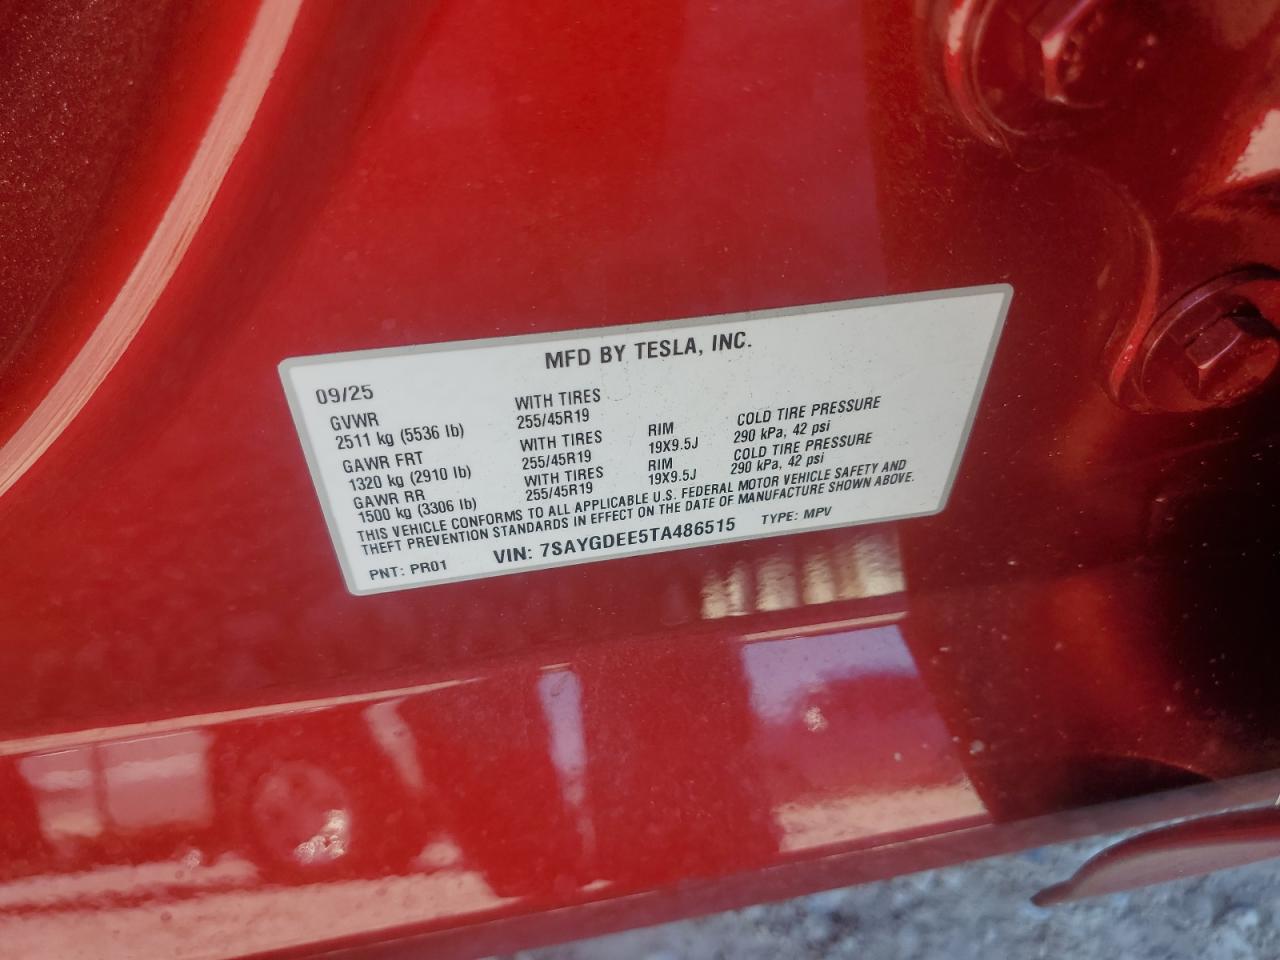 MFD BY TESLA, INC.
09/25
GVWR WITH TIRES
2511 kg (5536 lb) 255/45R19
GAWR FRT WITH TIRES RIM COLD TIRE PRESSURE
1320 kg (2910 lb) 255/45R19 19X9.5J 290 kPa, 42 psi
GAWR RR WITH TIRES RIM COLD TIRE PRESSURE
1500 kg (3306 lb) 255/45R19 19X9.5J 290 kPa, 42 psi
THIS VEHICLE CONFORMS TO ALL APPLICABLE U.S. FEDERAL MOTOR VEHICLE SAFETY AND
THEFT PREVENTION STANDARDS IN EFFECT ON THE DATE OF MANUFACTURE SHOWN ABOVE.
PNT: PR01 VIN: 7SAYGDEE5TA486515 TYPE: MPV